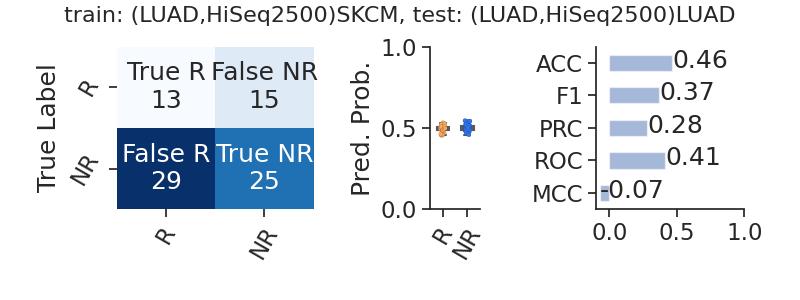 train: (LUAD,HiSeq2500)SKCM, test: (LUAD,HiSeq2500)LUAD
True Label
R
NR
True R
13
False NR
15
False R
29
True NR
25
R
NR
Pred. Prob.
1.0
0.5
0.0
R
NR
ACC
0.46
F1
0.37
PRC
0.28
ROC
0.41
MCC
-0.07
0.0
0.5
1.0